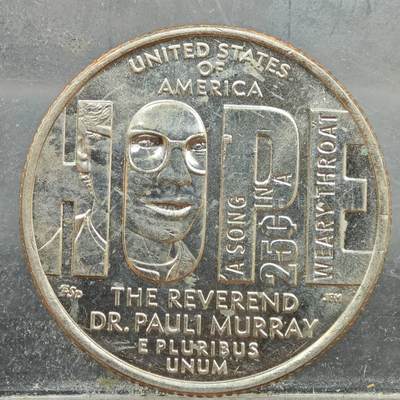 UNITED STATES
OF
AMERICA
HOPE
A SONG
IN
25¢
A
WEARY THROAT
THE REVEREND
DR. PAULI MURRAY
E PLURIBUS
UNUM